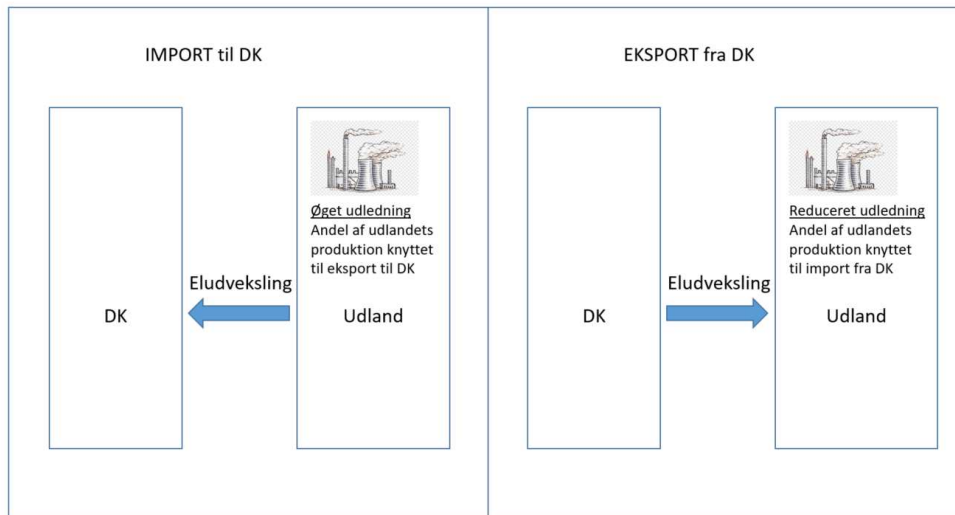 IMPORT til DK
Øget udledning
Andel af udlandets
produktion knyttet
til eksport til DK
Eludveksling
DK
Udland
EKSPORT fra DK
Reduceret udledning
Andel af udlandets
produktion knyttet
til import fra DK
Eludveksling
DK
Udland